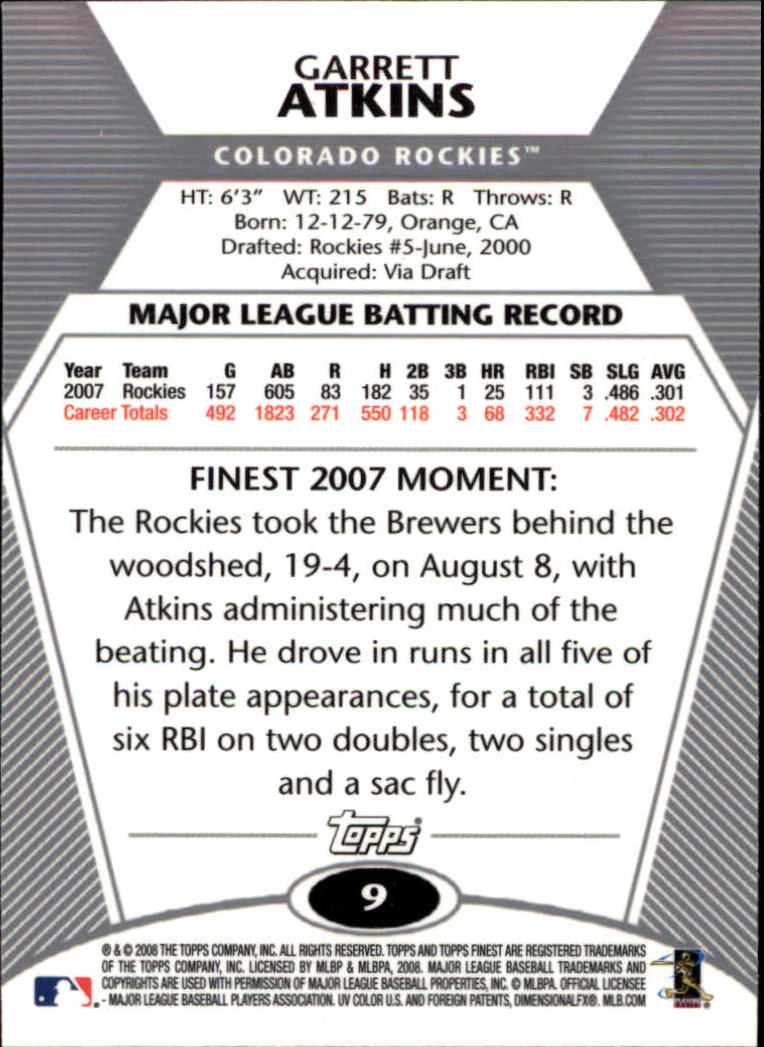 GARRETT
ATKINS
COLORADO ROCKIES™
HT: 6'3" WT: 215 Bats: R Throws: R
Born: 12-12-79, Orange, CA
Drafted: Rockies #5-June, 2000
Acquired: Via Draft
MAJOR LEAGUE BATTING RECORD
Year Team G AB R H 2B 3B HR RBI SB SLG AVG
2007 Rockies 157 605 83 182 35 1 25 111 3 .486 .301
Career Totals 492 1823 271 550 118 3 68 332 7 .482 .302
FINEST 2007 MOMENT:
The Rockies took the Brewers behind the
woodshed, 19-4, on August 8, with
Atkins administering much of the
beating. He drove in runs in all five of
his plate appearances, for a total of
six RBI on two doubles, two singles
and a sac fly.
Topps
9
® & © 2008 THE TOPPS COMPANY, INC. ALL RIGHTS RESERVED. TOPPS AND TOPPS FINEST ARE REGISTERED TRADEMARKS
OF THE TOPPS COMPANY, INC. LICENSED BY MLBP & MLBPA, 2008. MAJOR LEAGUE BASEBALL TRADEMARKS AND
COPYRIGHTS ARE USED WITH PERMISSION OF MAJOR LEAGUE BASEBALL PROPERTIES, INC. © MLBPA. OFFICIAL LICENSEE
- MAJOR LEAGUE BASEBALL PLAYERS ASSOCIATION. UV COLOR U.S. AND FOREIGN PATENTS, DIMENSIONALFX®. MLB.COM
PLAYERS